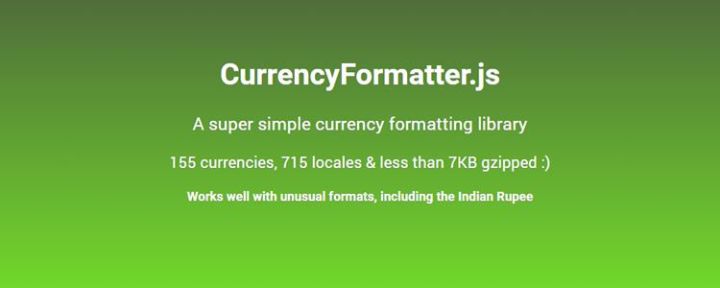 CurrencyFormatter.js
A super simple currency formatting library
155 currencies, 715 locales & less than 7KB gzipped :)
Works well with unusual formats, including the Indian Rupee